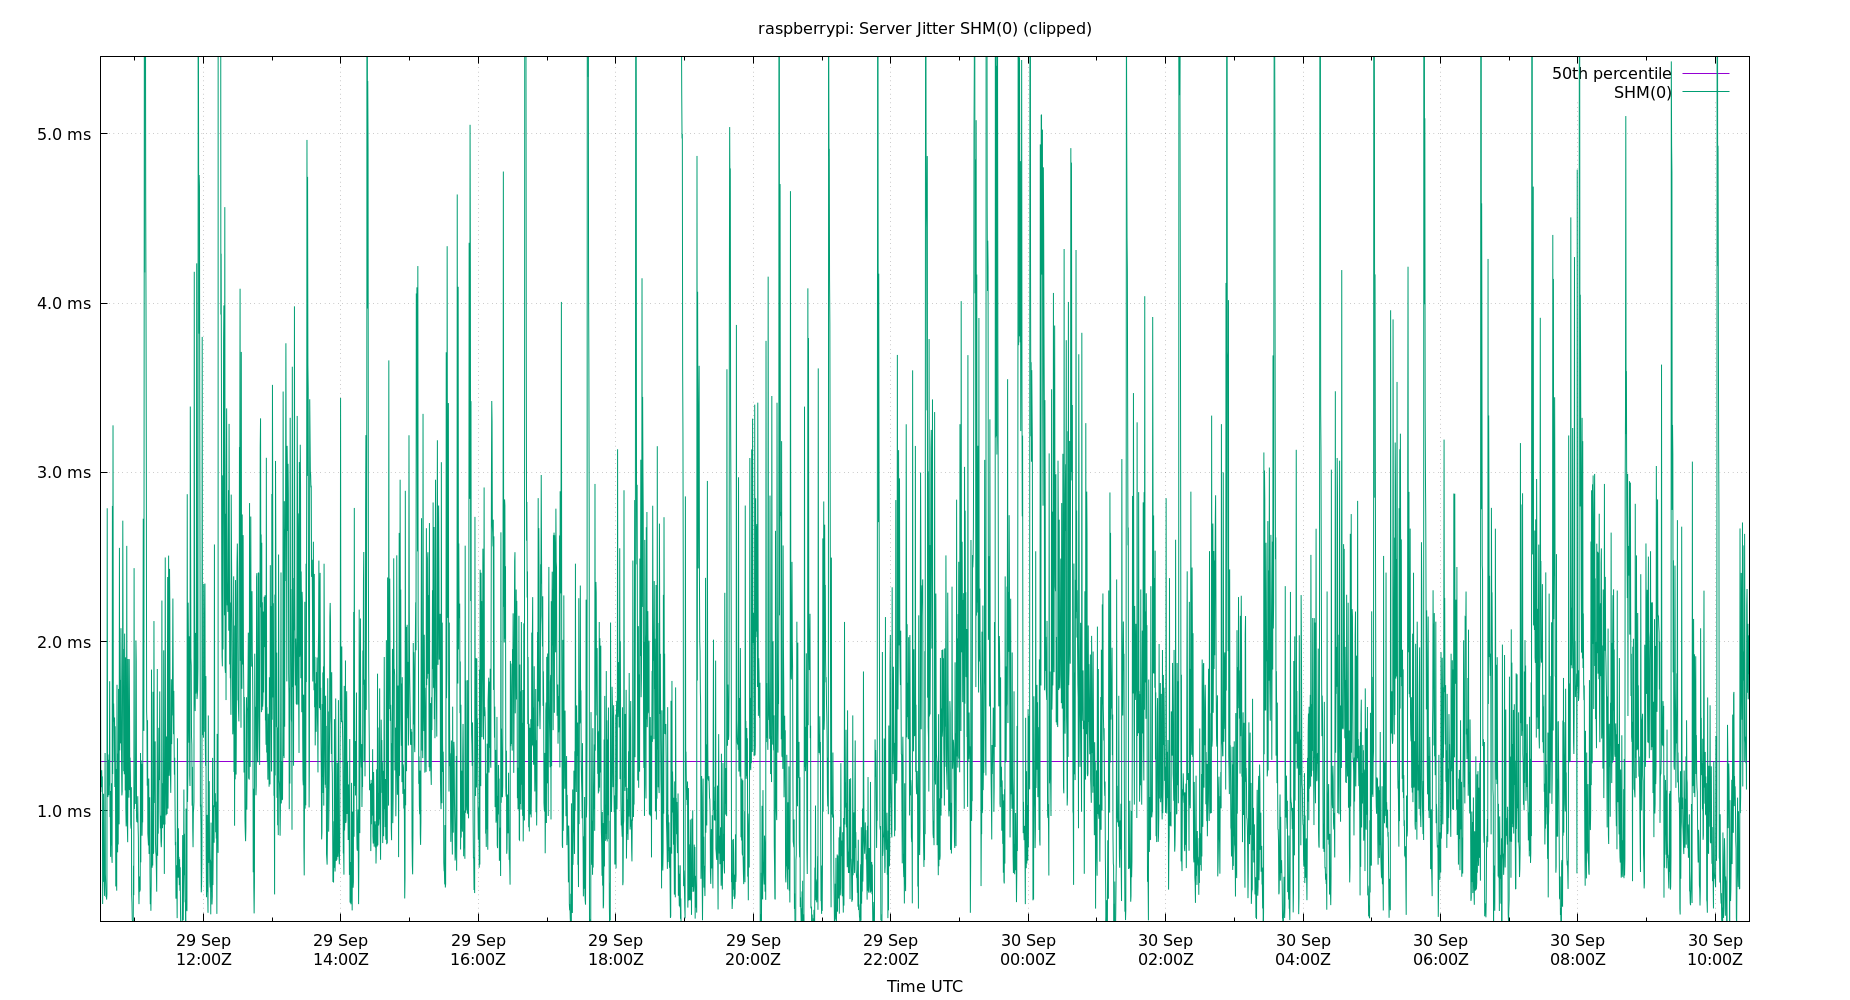 raspberrypi: Server Jitter SHM(0) (clipped)
50th percentile
SHM(0)
5.0 ms
4.0 ms
3.0 ms
2.0 ms
1.0 ms
29 Sep 29 Sep 29 Sep 29 Sep 29 Sep 29 Sep 30 Sep 30 Sep 30 Sep 30 Sep 30 Sep 30 Sep
12:00Z 14:00Z 16:00Z 18:00Z 20:00Z 22:00Z 00:00Z 02:00Z 04:00Z 06:00Z 08:00Z 10:00Z
Time UTC